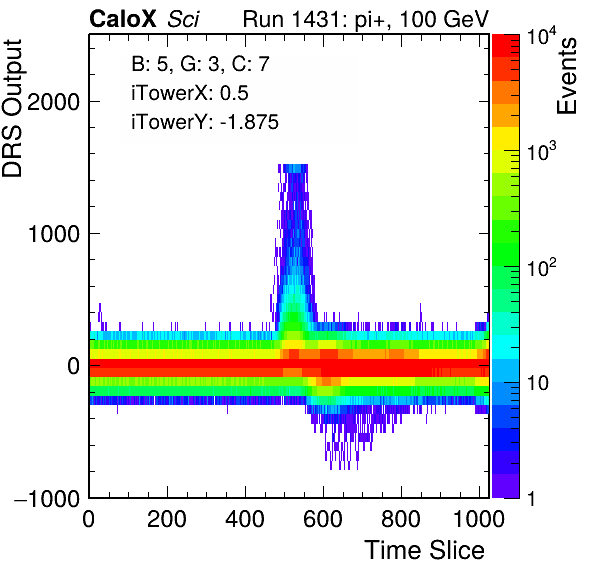 CaloX Sci Run 1431: pi+, 100 GeV
B: 5, G: 3, C: 7
iTowerX: 0.5
iTowerY: -1.875
DRS Output
2000
1000
0
−1000
0 200 400 600 800 1000
Time Slice
Events
10^4
10^3
10^2
10
1